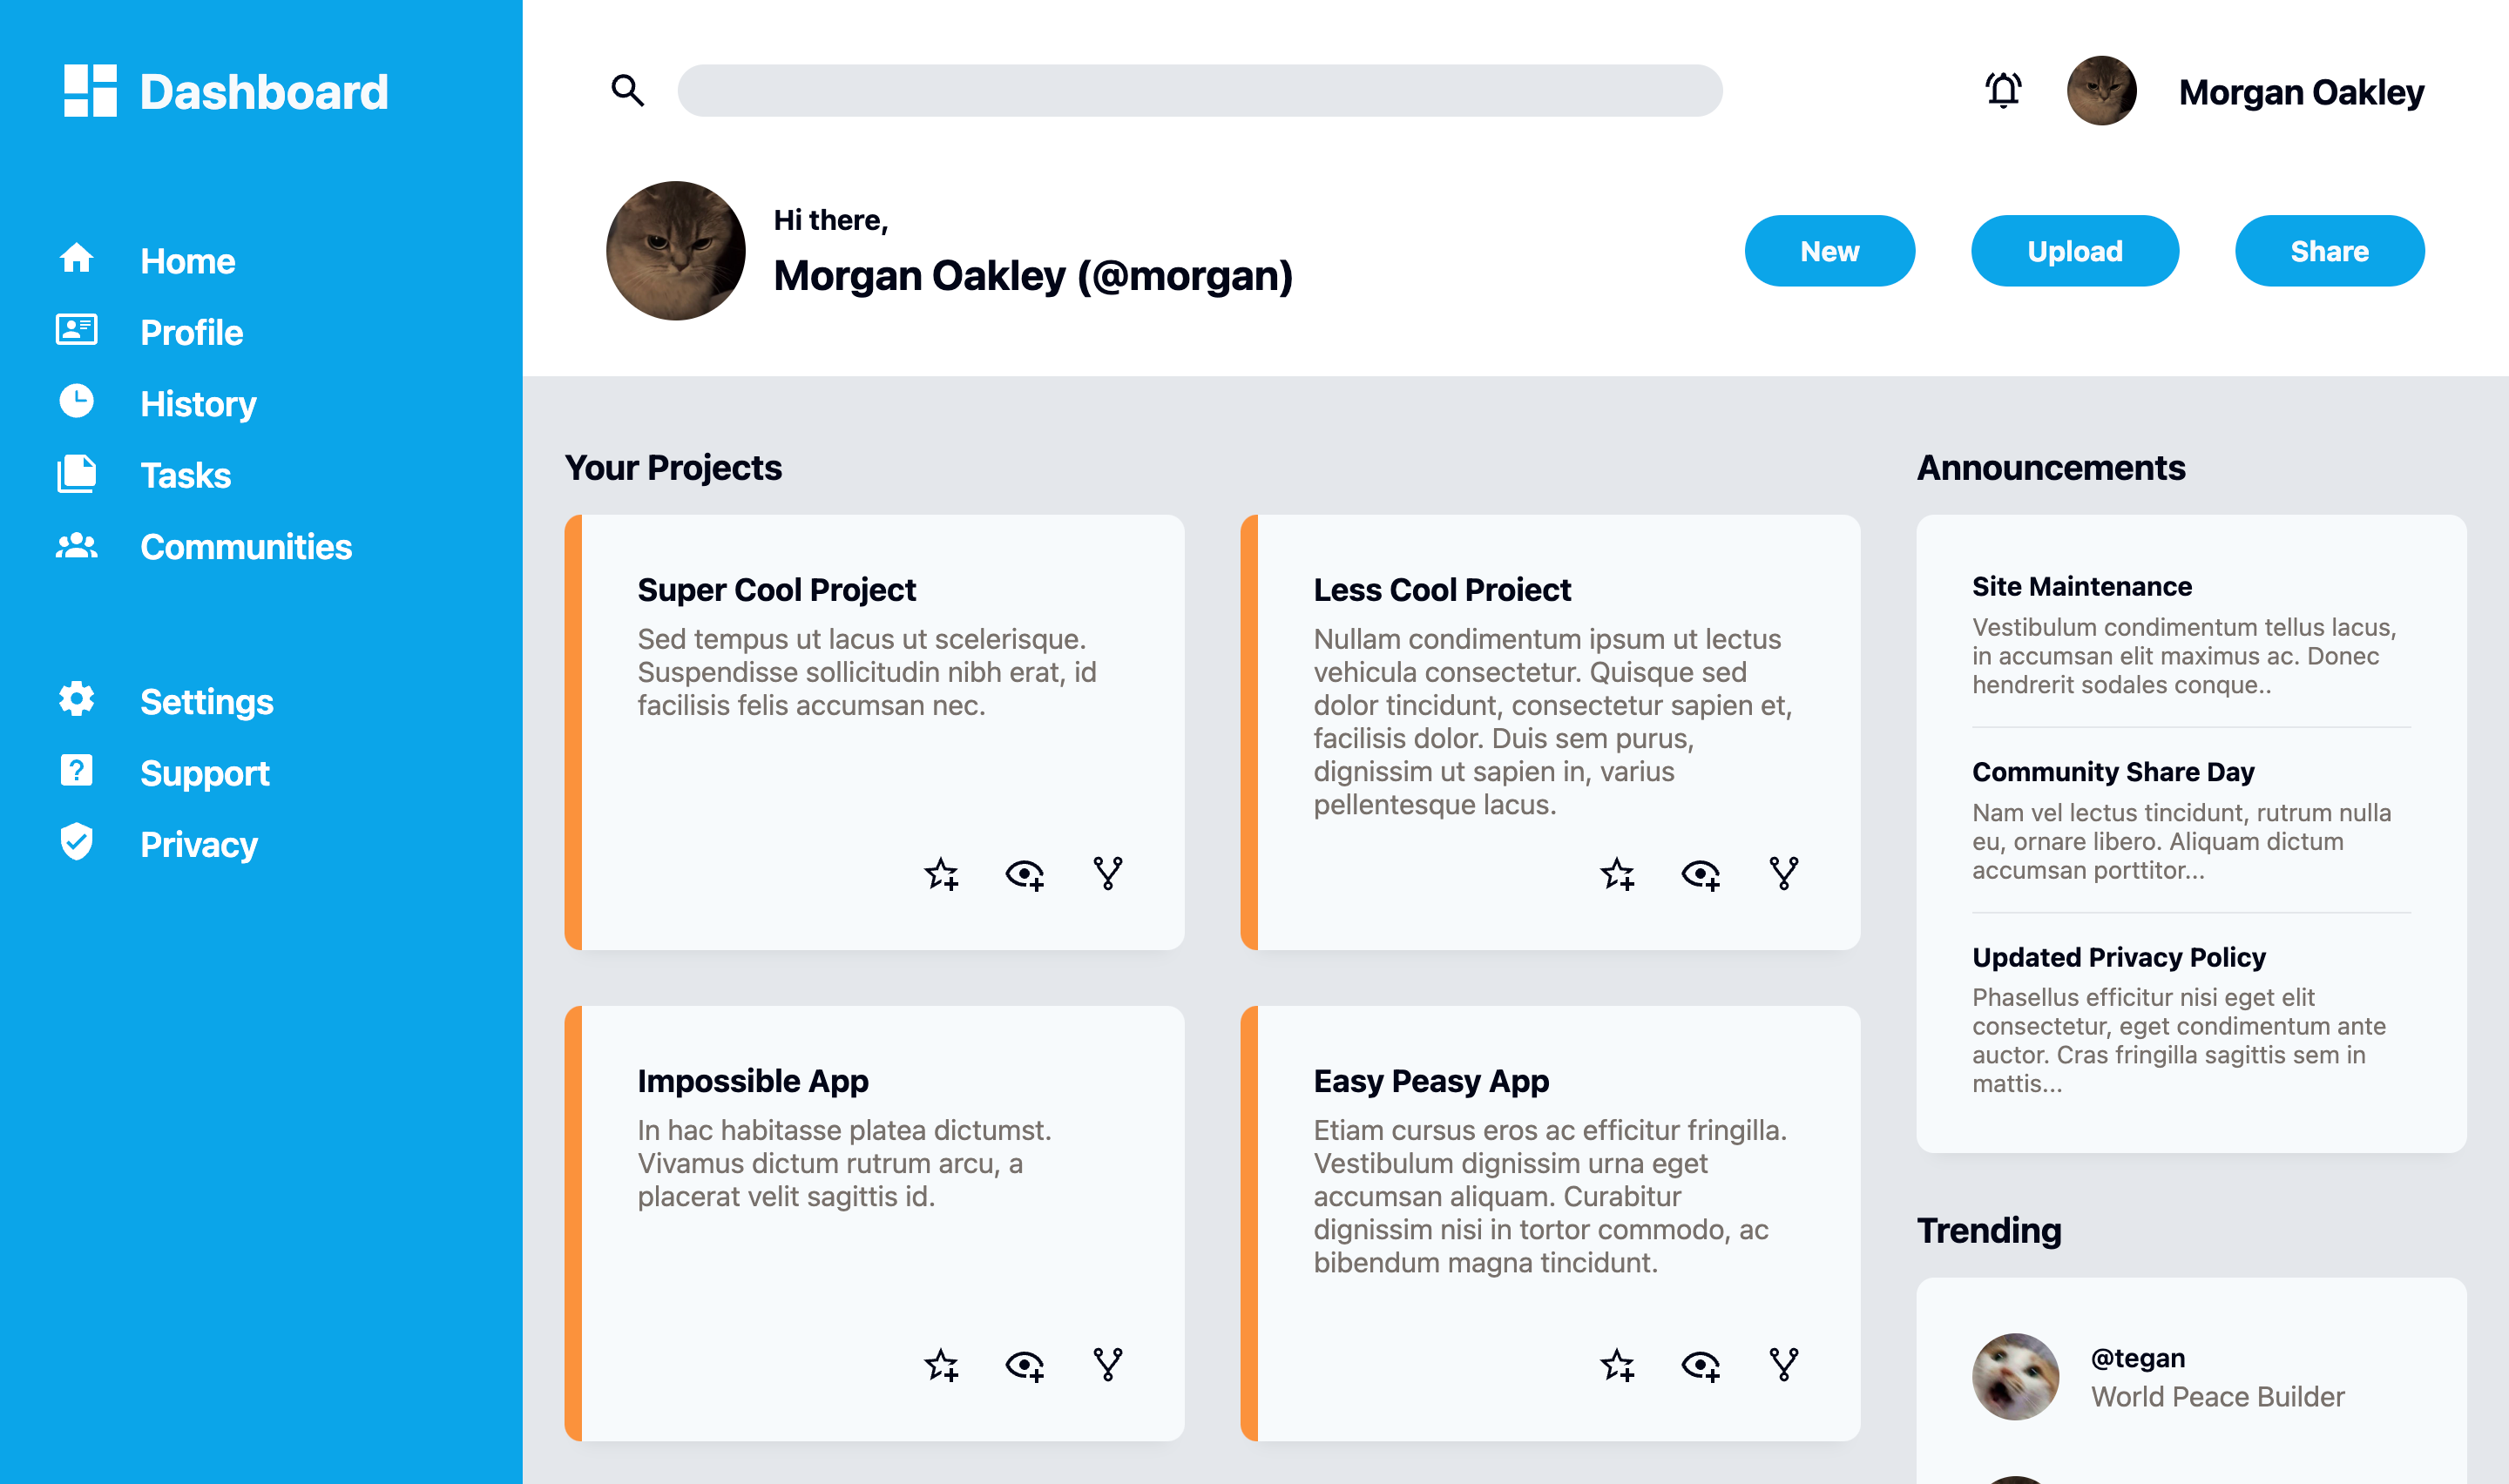 Dashboard
Home
Profile
History
Tasks
Communities
Settings
Support
Privacy
Morgan Oakley
Hi there,
Morgan Oakley (@morgan)
New
Upload
Share
Your Projects
Super Cool Project
Sed tempus ut lacus ut scelerisque.
Suspendisse sollicitudin nibh erat, id
facilisis felis accumsan nec.
Less Cool Proiect
Nullam condimentum ipsum ut lectus
vehicula consectetur. Quisque sed
dolor tincidunt, consectetur sapien et,
facilisis dolor. Duis sem purus,
dignissim ut sapien in, varius
pellentesque lacus.
Impossible App
In hac habitasse platea dictumst.
Vivamus dictum rutrum arcu, a
placerat velit sagittis id.
Easy Peasy App
Etiam cursus eros ac efficitur fringilla.
Vestibulum dignissim urna eget
accumsan aliquam. Curabitur
dignissim nisi in tortor commodo, ac
bibendum magna tincidunt.
Announcements
Site Maintenance
Vestibulum condimentum tellus lacus,
in accumsan elit maximus ac. Donec
hendrerit sodales conque..
Community Share Day
Nam vel lectus tincidunt, rutrum nulla
eu, ornare libero. Aliquam dictum
accumsan porttitor...
Updated Privacy Policy
Phasellus efficitur nisi eget elit
consectetur, eget condimentum ante
auctor. Cras fringilla sagittis sem in
mattis...
Trending
@tegan
World Peace Builder